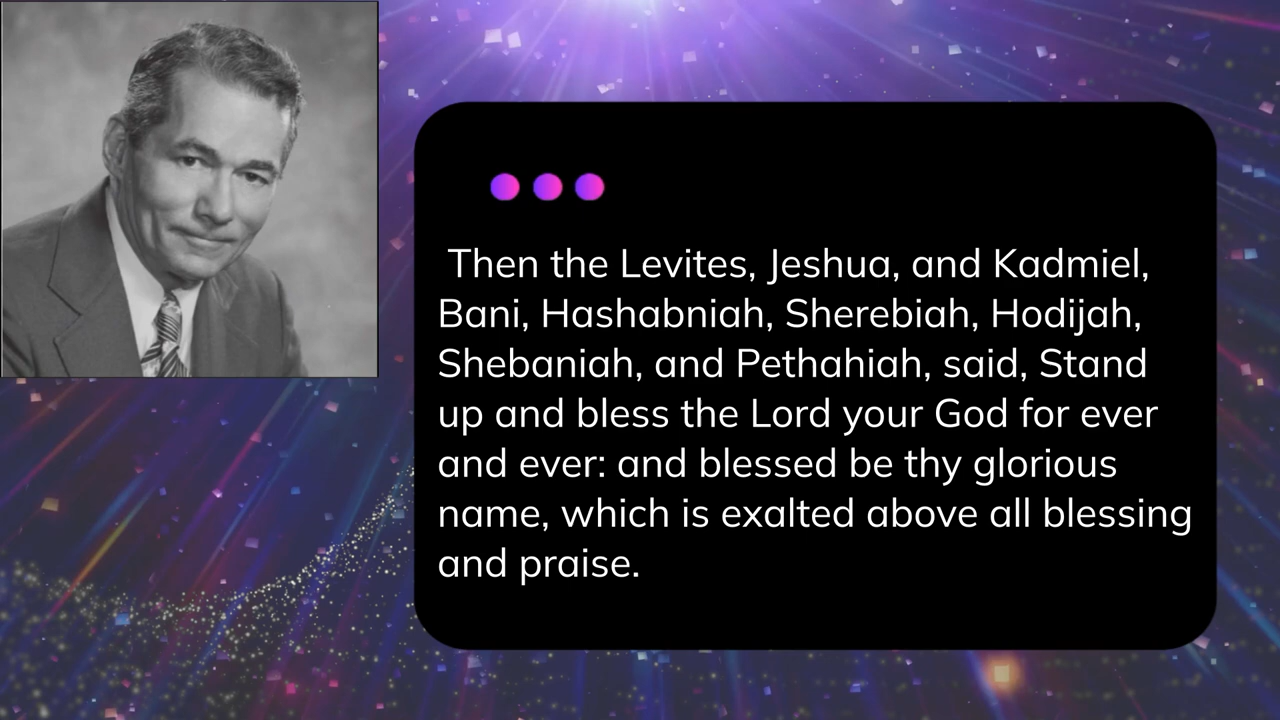 Then the Levites, Jeshua, and Kadmiel,
Bani, Hashabniah, Sherebiah, Hodijah,
Shebaniah, and Pethahiah, said, Stand
up and bless the Lord your God for ever
and ever: and blessed be thy glorious
name, which is exalted above all blessing
and praise.